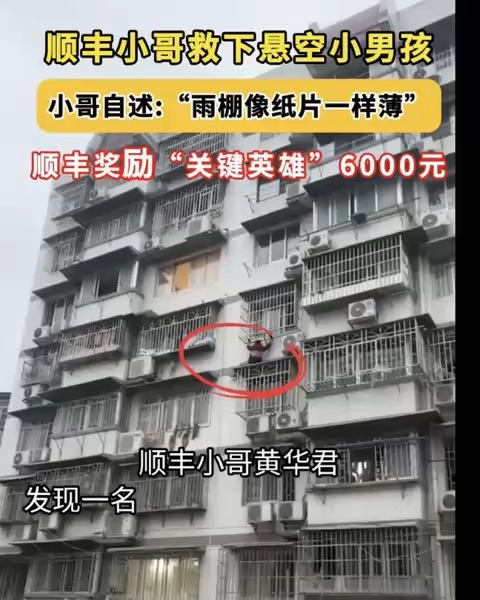 顺丰小哥救下悬空小男孩
小哥自述:“雨棚像纸片一样薄”
顺丰奖励“关键英雄”6000元
顺丰小哥黄华君
发现一名